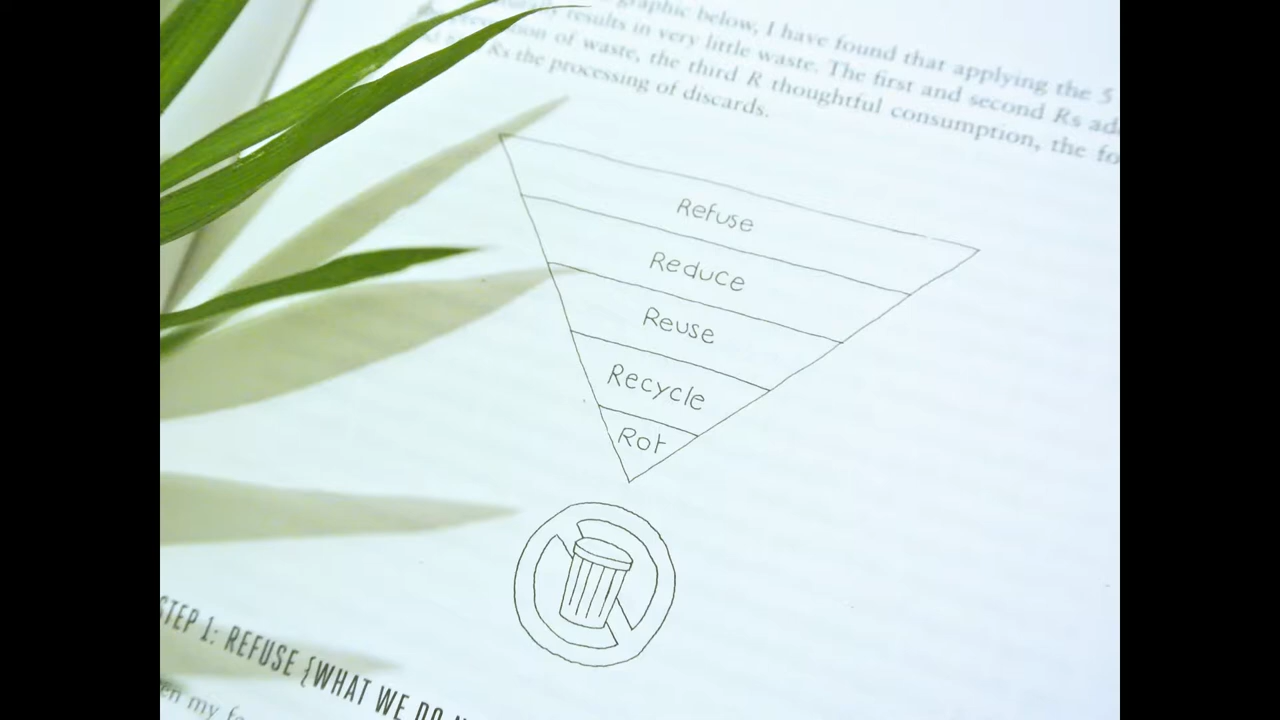 graphic below, I have found that applying the 5
results in very little waste. The first and second Rs ad
of waste, the third R thoughtful consumption, the fo
Rs the processing of discards.
Refuse
Reduce
Reuse
Recycle
Rot
STEP 1: REFUSE {WHAT WE DO
my